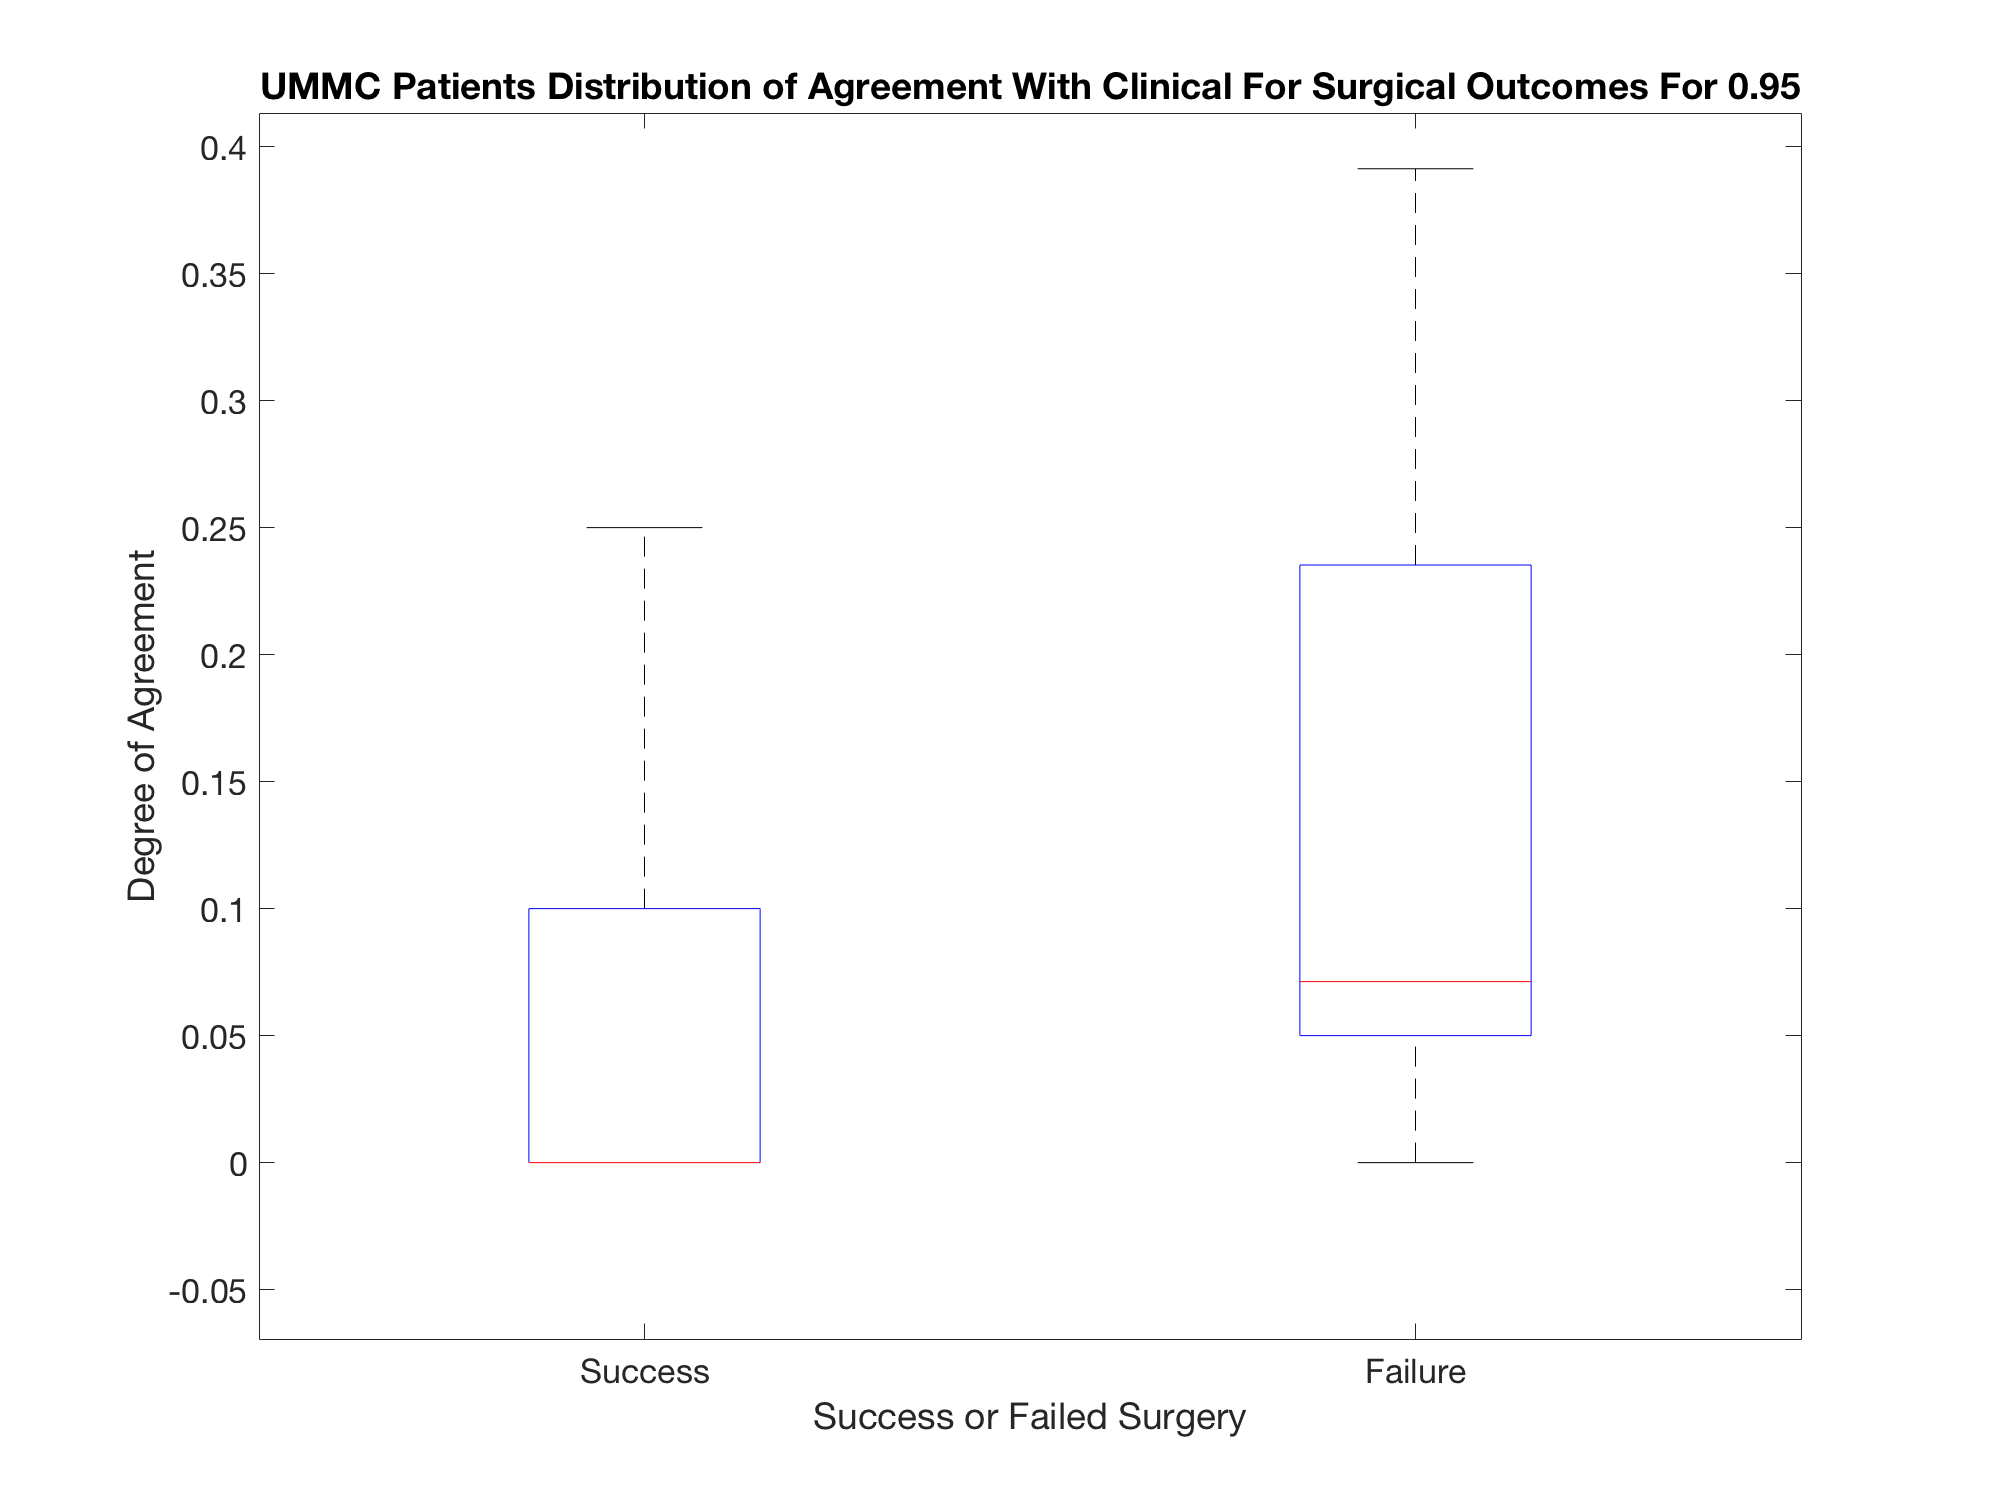 UMMC Patients Distribution of Agreement With Clinical For Surgical Outcomes For 0.95
0.4
0.35
0.3
0.25
0.2
0.15
0.1
0.05
0
-0.05
Degree of Agreement
Success
Failure
Success or Failed Surgery